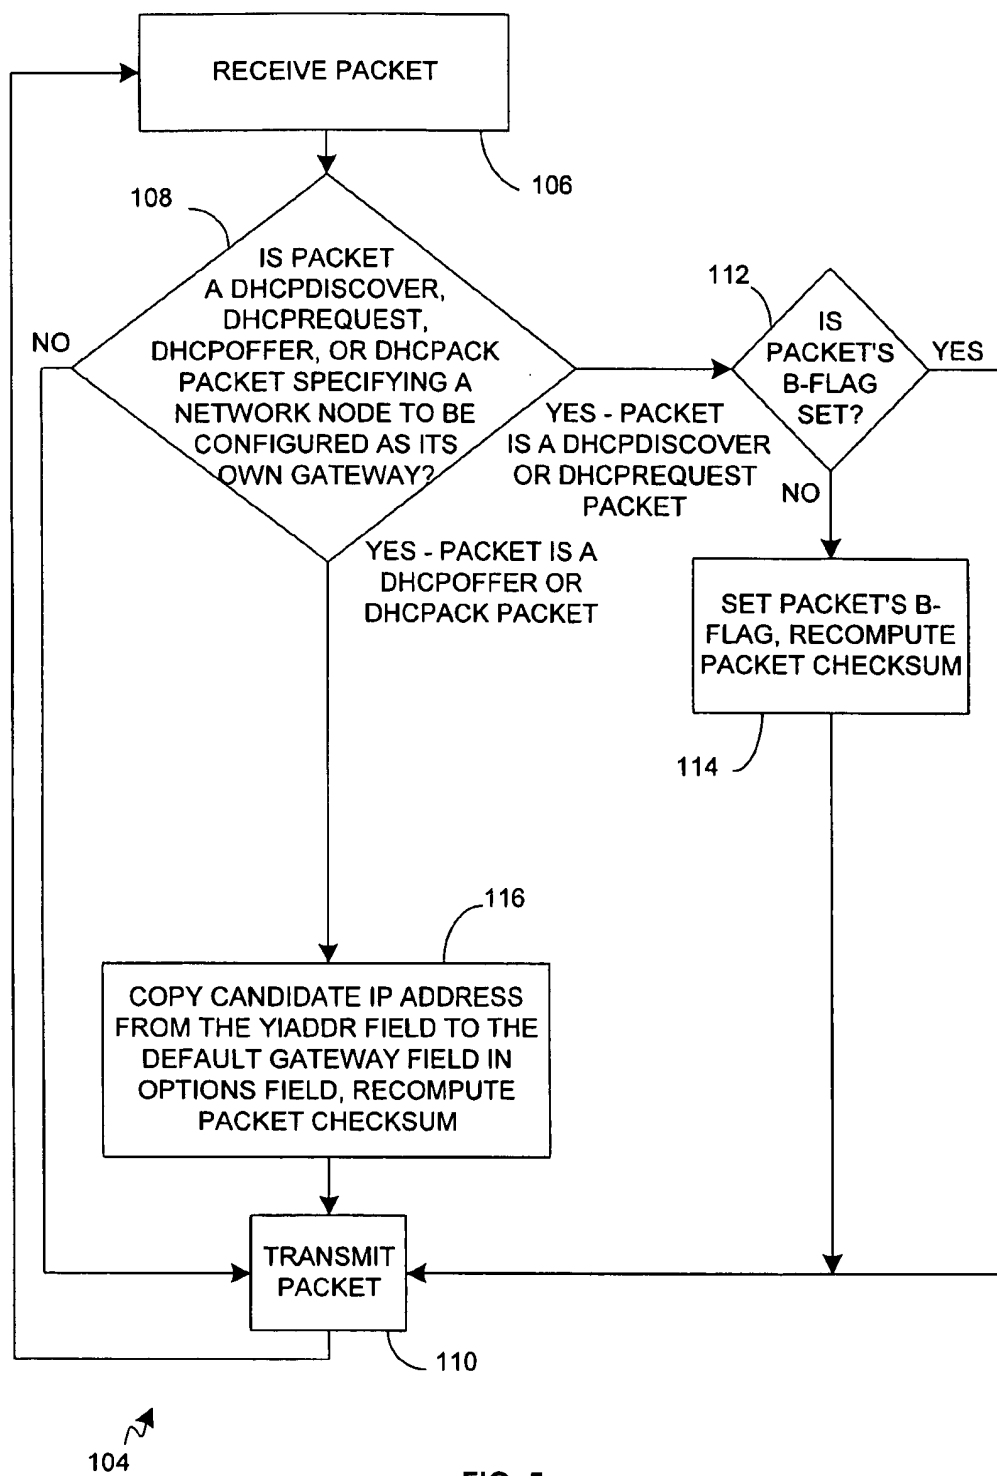 RECEIVE PACKET
106
108
IS PACKET
A DHCPDISCOVER,
DHCPREQUEST,
DHCPOFFER, OR DHCPACK
PACKET SPECIFYING A
NETWORK NODE TO BE
CONFIGURED AS ITS
OWN GATEWAY?
NO
YES - PACKET
IS A DHCPDISCOVER
OR DHCPREQUEST
PACKET
112
IS
PACKET'S
B-FLAG
SET?
YES
NO
YES - PACKET IS A
DHCPOFFER OR
DHCPACK PACKET
SET PACKET'S B-
FLAG, RECOMPUTE
PACKET CHECKSUM
114
116
COPY CANDIDATE IP ADDRESS
FROM THE YIADDR FIELD TO THE
DEFAULT GATEWAY FIELD IN
OPTIONS FIELD, RECOMPUTE
PACKET CHECKSUM
TRANSMIT
PACKET
110
104